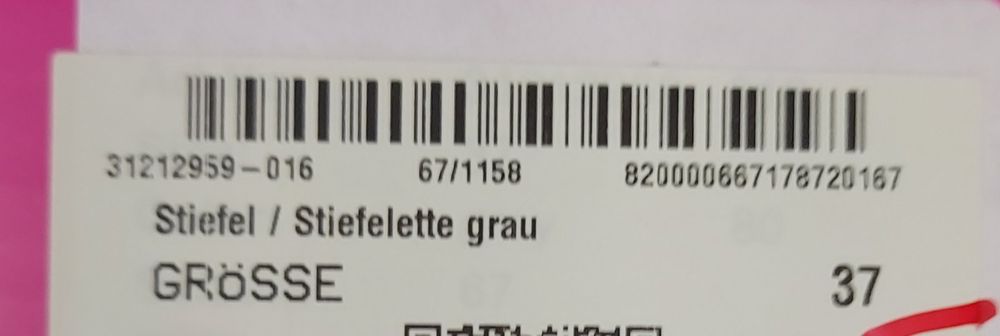 31212959-016 67/1158 820000667178720167
Stiefel / Stiefelette grau
GRÖSSE 37